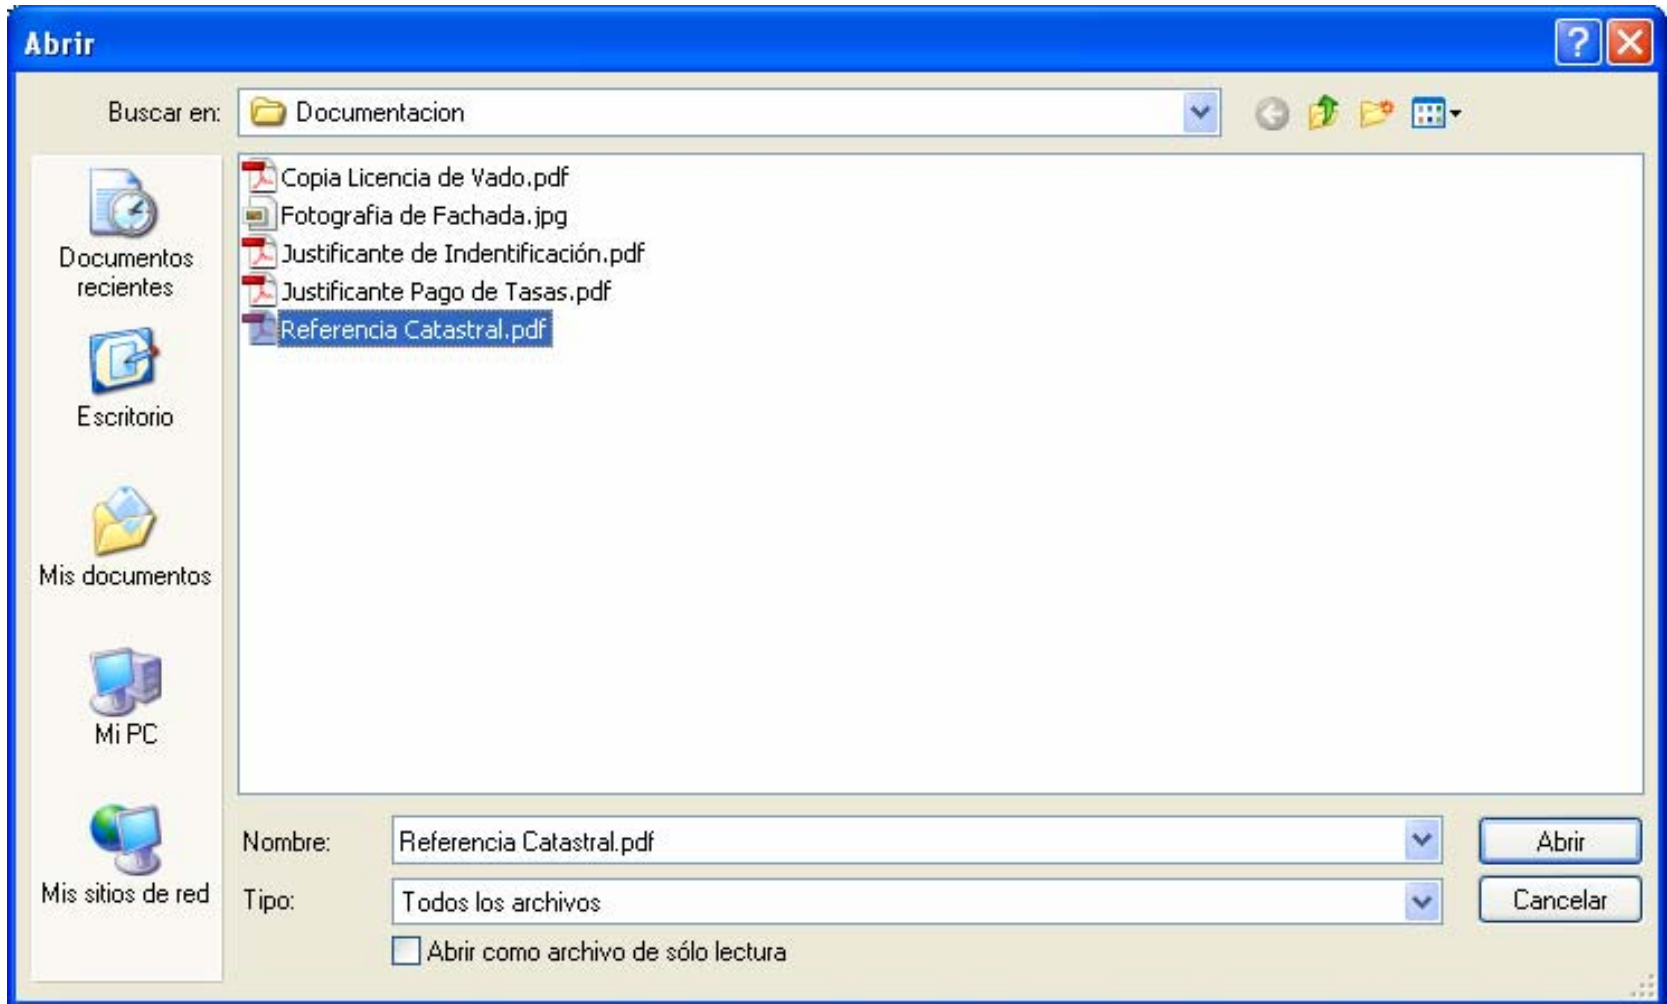 Abrir
Buscar en:
Documentacion
Copia Licencia de Vado.pdf
Fotografia de Fachada.jpg
Justificante de Indentificación.pdf
Justificante Pago de Tasas.pdf
Referencia Catastral.pdf
Documentos
recientes
Escritorio
Mis documentos
Mi PC
Mis sitios de red
Nombre:
Referencia Catastral.pdf
Abrir
Tipo:
Todos los archivos
Cancelar
Abrir como archivo de sólo lectura